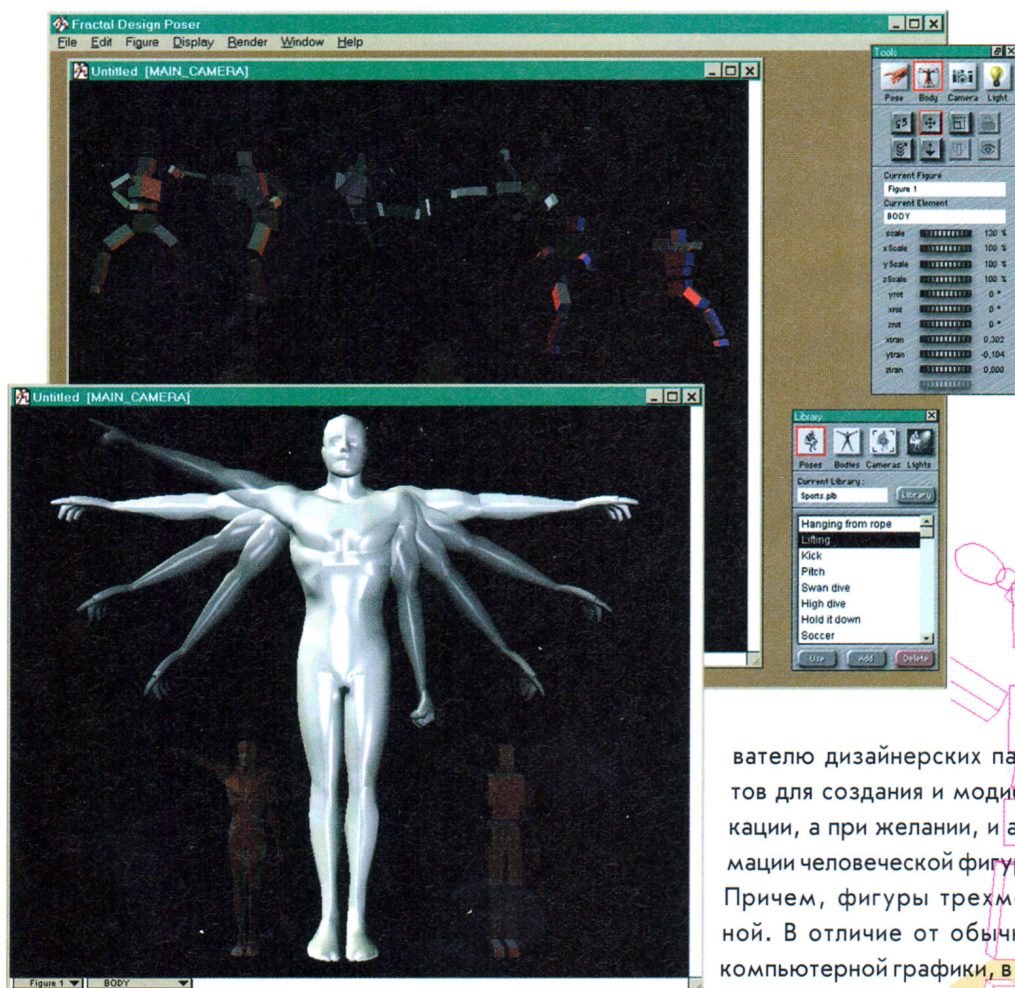 Fractal Design Poser
File Edit Figure Display Render Window Help
Untitled [MAIN_CAMERA]
Tools
Pose Body Camera Light
Current Figure
Figure 1
Current Element
BODY
scale 120 %
xScale 100 %
yScale 100 %
zScale 100 %
yrot 0 °
xrot 0 °
zrot 0 °
xtran 0,302
ytran -0,104
ztran 0,000
Untitled [MAIN_CAMERA]
Figure 1 BODY
Library
Poses Bodies Cameras Lights
Current Library:
Sports.plb Library
Hanging from rope
Lifting
Kick
Pitch
Swan dive
High dive
Hold it down
Soccer
Use Add Delete
вателю дизайнерских па
тов для создания и моди
кации, а при желании, и а
мации человеческой фигур
Причем, фигуры трехм
ной. В отличие от обычн
компьютерной графики, в